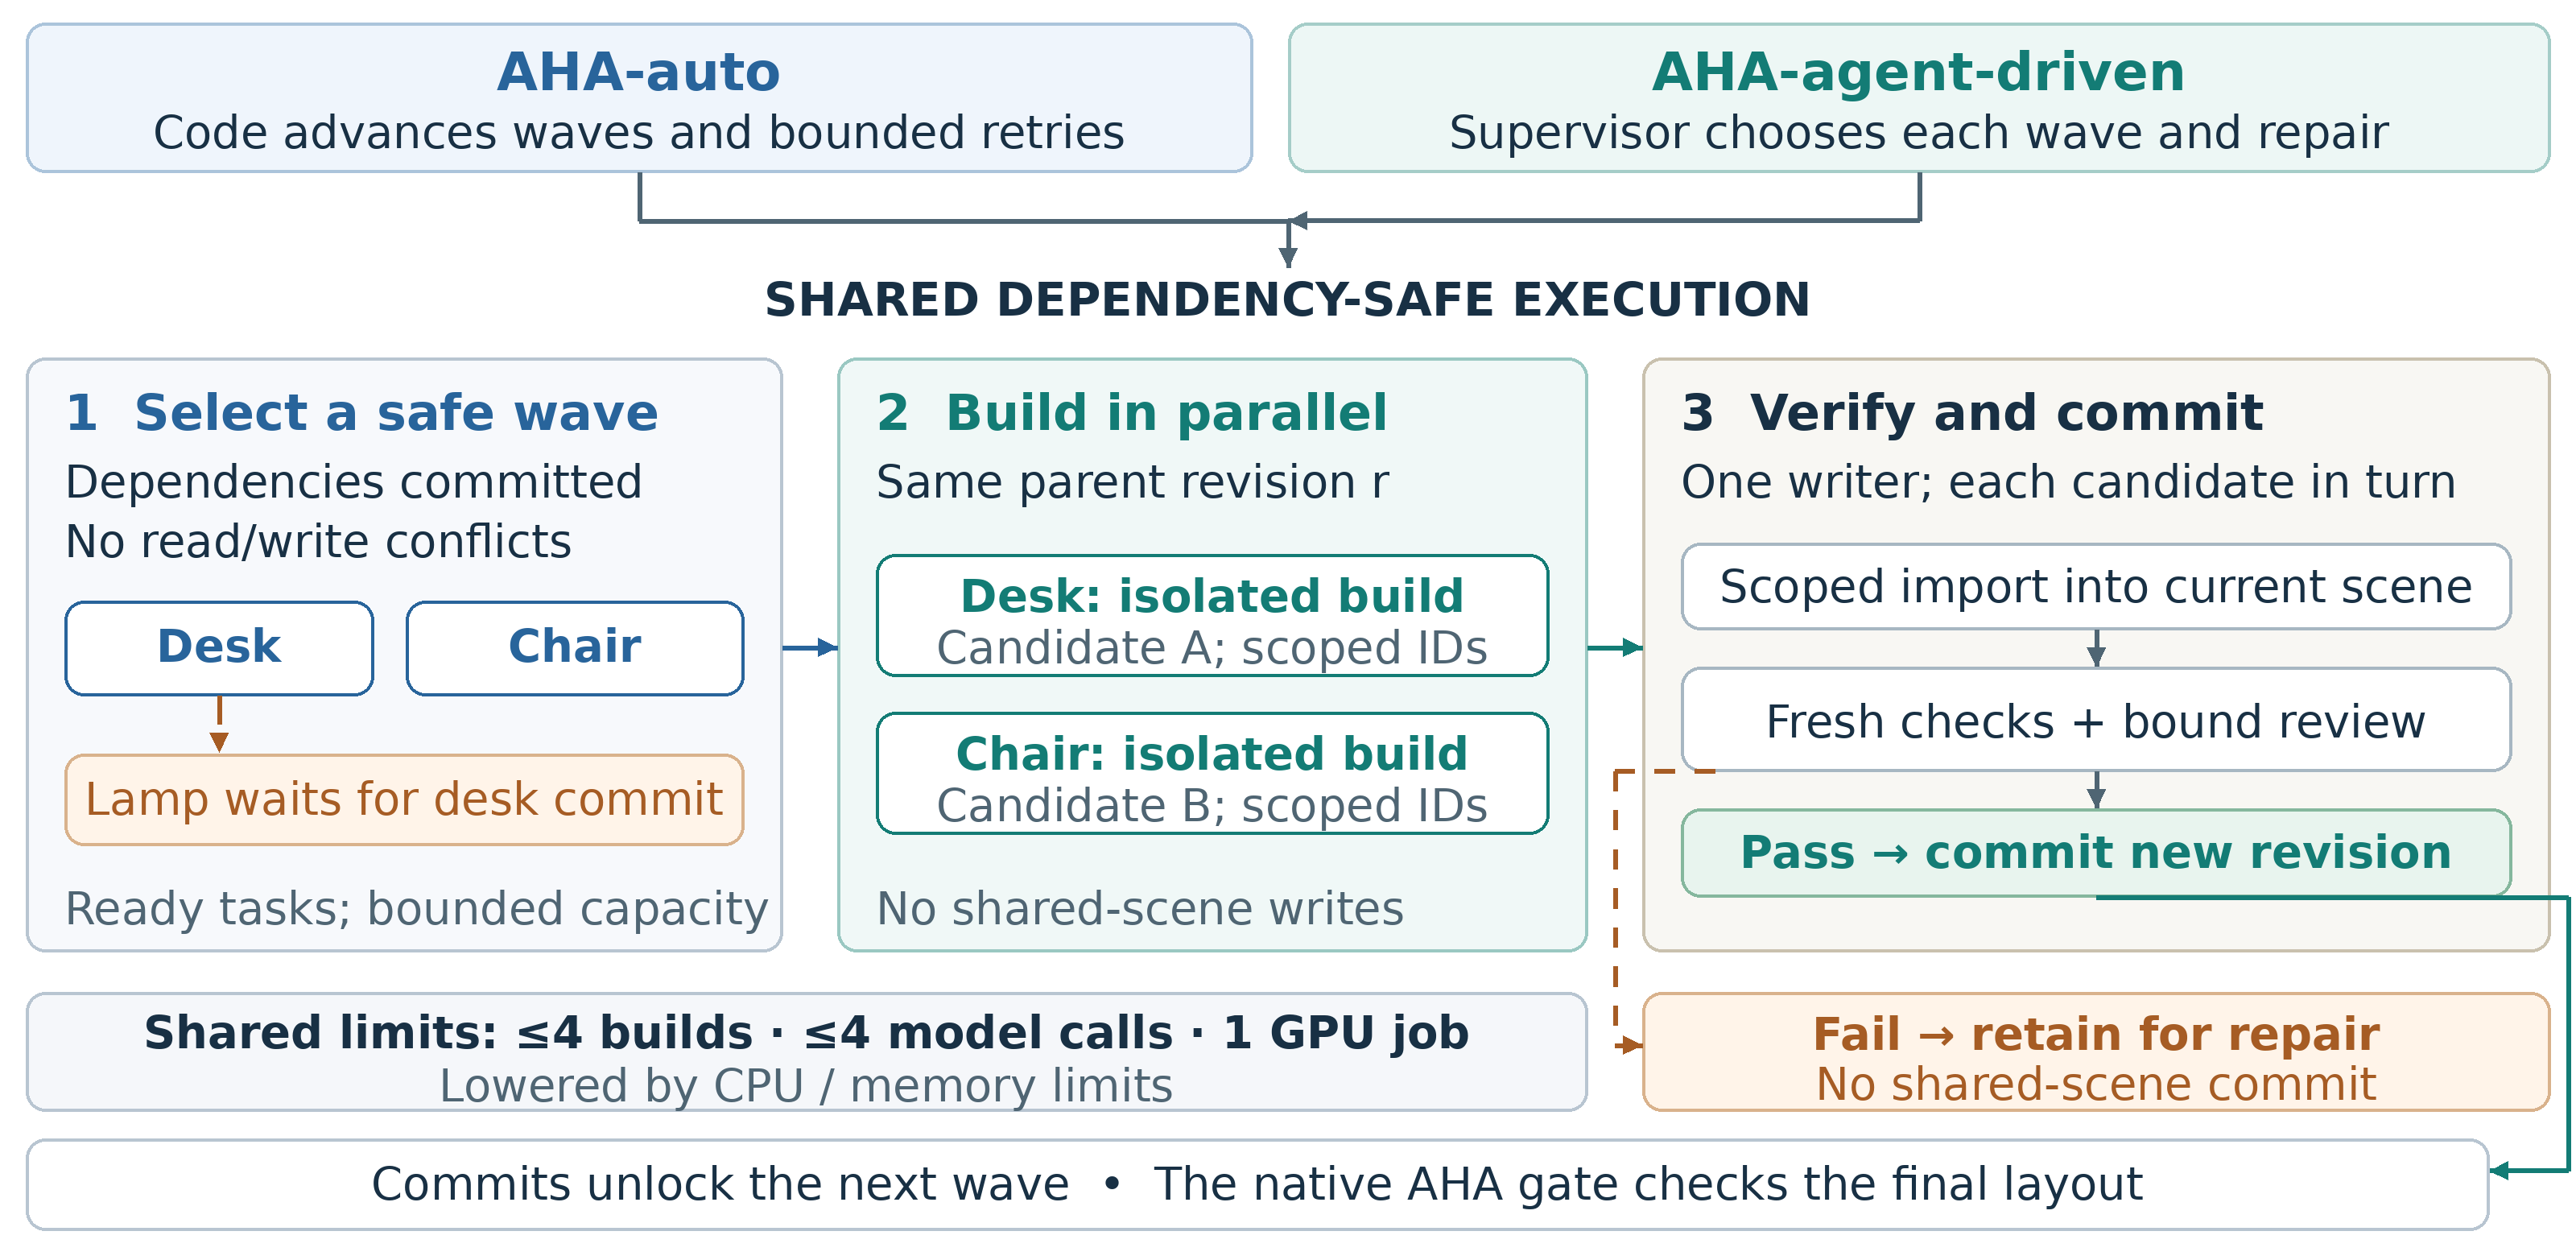 AHA-auto
Code advances waves and bounded retries
AHA-agent-driven
Supervisor chooses each wave and repair
SHARED DEPENDENCY-SAFE EXECUTION
1 Select a safe wave
Dependencies committed
No read/write conflicts
Desk
Chair
Lamp waits for desk commit
Ready tasks; bounded capacity
2 Build in parallel
Same parent revision r
Desk: isolated build
Candidate A; scoped IDs
Chair: isolated build
Candidate B; scoped IDs
No shared-scene writes
3 Verify and commit
One writer; each candidate in turn
Scoped import into current scene
Fresh checks + bound review
Pass → commit new revision
Shared limits: ≤4 builds · ≤4 model calls · 1 GPU job
Lowered by CPU / memory limits
Fail → retain for repair
No shared-scene commit
Commits unlock the next wave • The native AHA gate checks the final layout